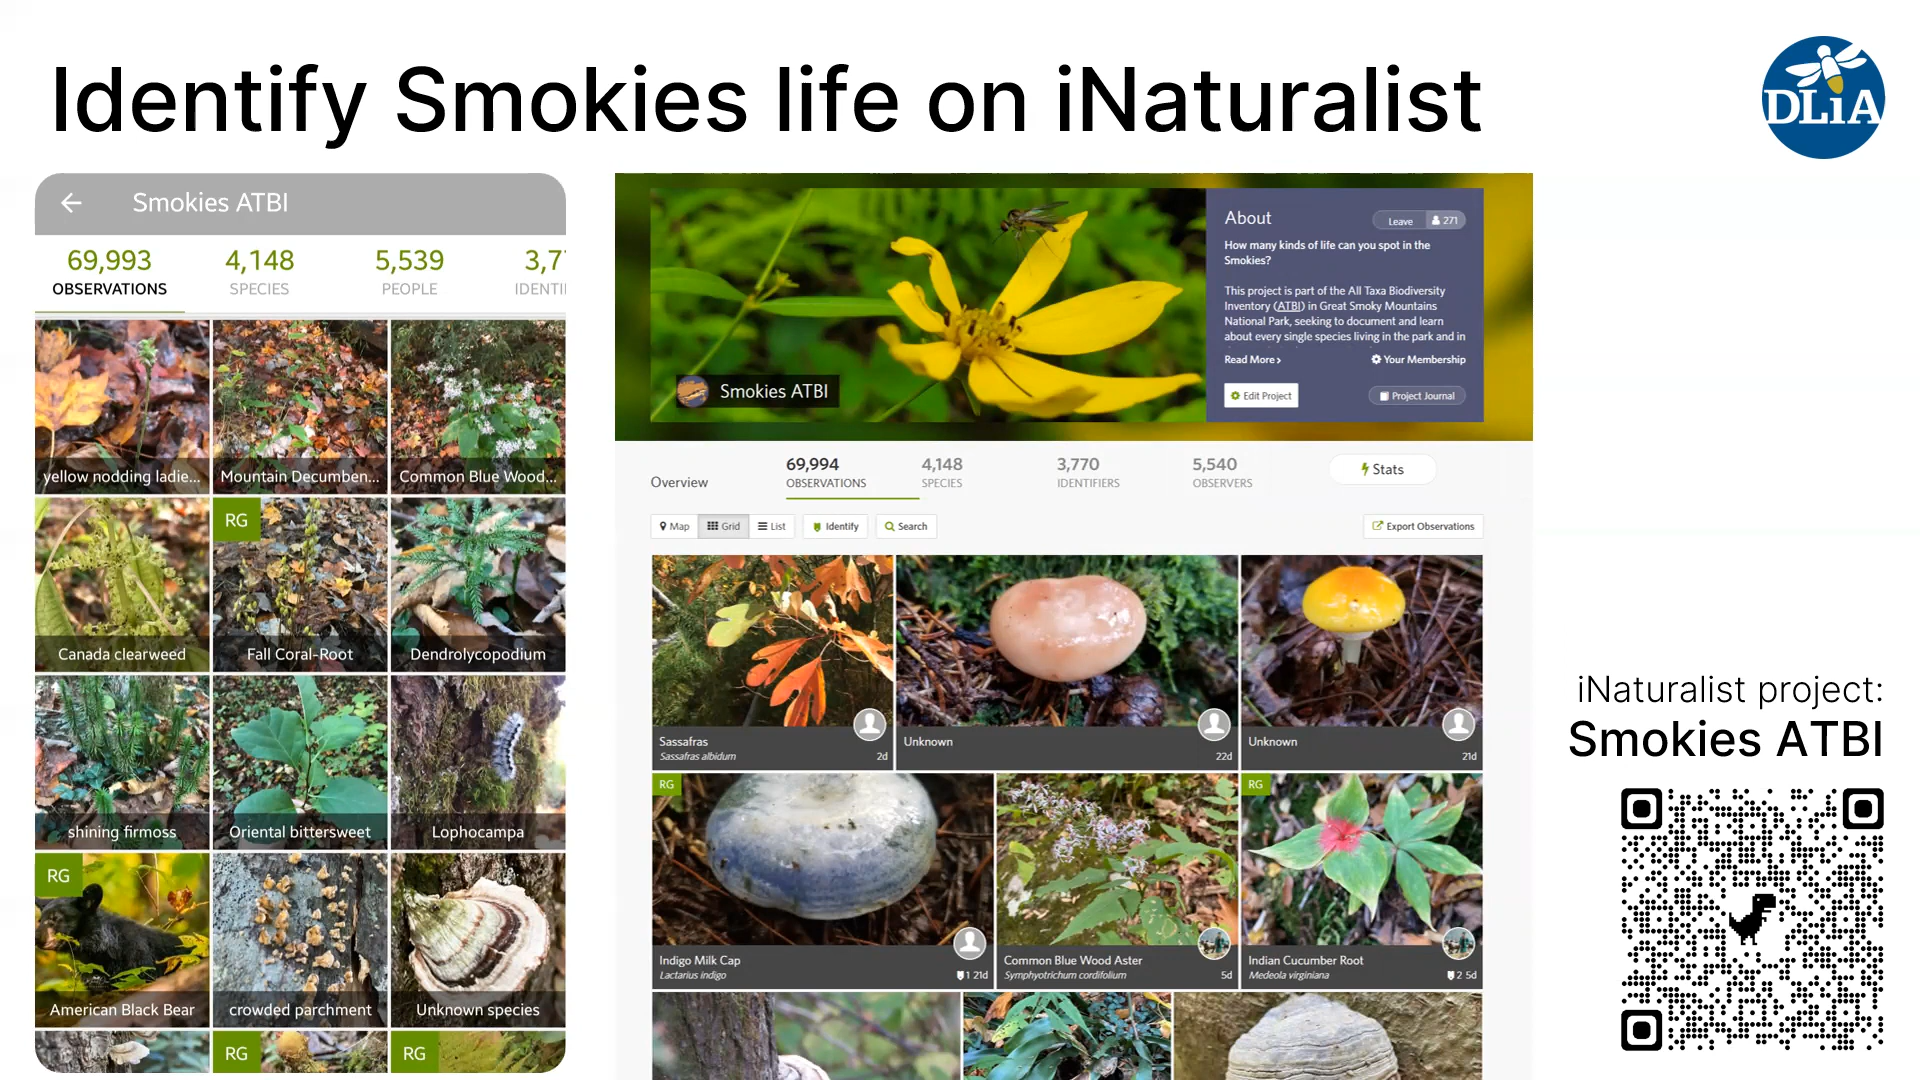 Identify Smokies life on iNaturalist
DLiA
Smokies ATBI
69,993
OBSERVATIONS
4,148
SPECIES
5,539
PEOPLE
3,7
IDENTI
yellow nodding ladie...
Mountain Decumben...
Common Blue Wood...
RG
Canada clearweed
Fall Coral-Root
Dendrolycopodium
shining firmoss
Oriental bittersweet
Lophocampa
RG
American Black Bear
crowded parchment
Unknown species
RG
RG
Smokies ATBI
About
Leave
271
How many kinds of life can you spot in the
Smokies?
This project is part of the All Taxa Biodiversity
Inventory (ATBI) in Great Smoky Mountains
National Park, seeking to document and learn
about every single species living in the park and in
Read More ›
Your Membership
Edit Project
Project Journal
Overview
69,994
OBSERVATIONS
4,148
SPECIES
3,770
IDENTIFIERS
5,540
OBSERVERS
Stats
Map
Grid
List
Identify
Search
Export Observations
Sassafras
Sassafras albidum
2d
Unknown
22d
Unknown
21d
RG
Indigo Milk Cap
Lactarius indigo
1 21d
Common Blue Wood Aster
Symphyotrichum cordifolium
5d
RG
Indian Cucumber Root
Medeola virginiana
2 5d
iNaturalist project:
Smokies ATBI